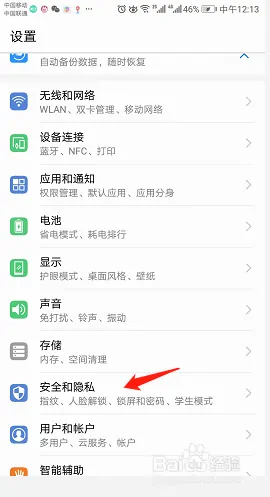 中国移动
中国联通
46% 中午12:13
设置
自动备份数据，随时恢复
无线和网络
WLAN、双卡管理、移动网络
设备连接
蓝牙、NFC、打印
应用和通知
权限管理、默认应用、应用分身
电池
省电模式、耗电排行
显示
护眼模式、桌面风格、壁纸
声音
免打扰、铃声、振动
存储
内存、空间清理
安全和隐私
指纹、人脸解锁、锁屏和密码、学生模式
用户和帐户
多用户、云服务、帐户
智能辅助
Baidu经验